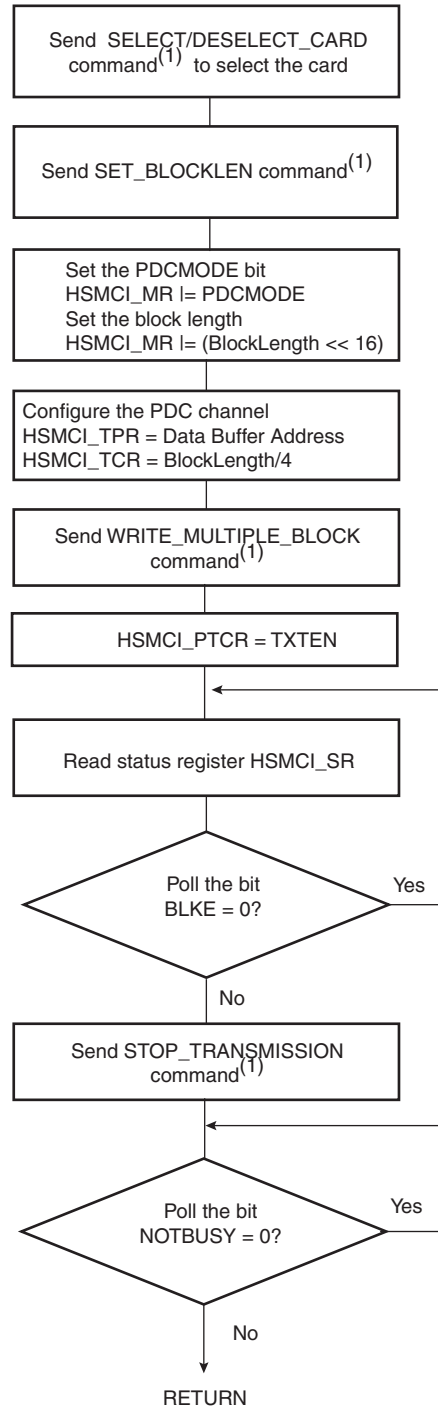 Send SELECT/DESELECT_CARD
command(1) to select the card
Send SET_BLOCKLEN command(1)
Set the PDCMODE bit
HSMCI_MR |= PDCMODE
Set the block length
HSMCI_MR |= (BlockLength << 16)
Configure the PDC channel
HSMCI_TPR = Data Buffer Address
HSMCI_TCR = BlockLength/4
Send WRITE_MULTIPLE_BLOCK
command(1)
HSMCI_PTCR = TXTEN
Read status register HSMCI_SR
Poll the bit
BLKE = 0?
Yes
No
Send STOP_TRANSMISSION
command(1)
Poll the bit
NOTBUSY = 0?
Yes
No
RETURN